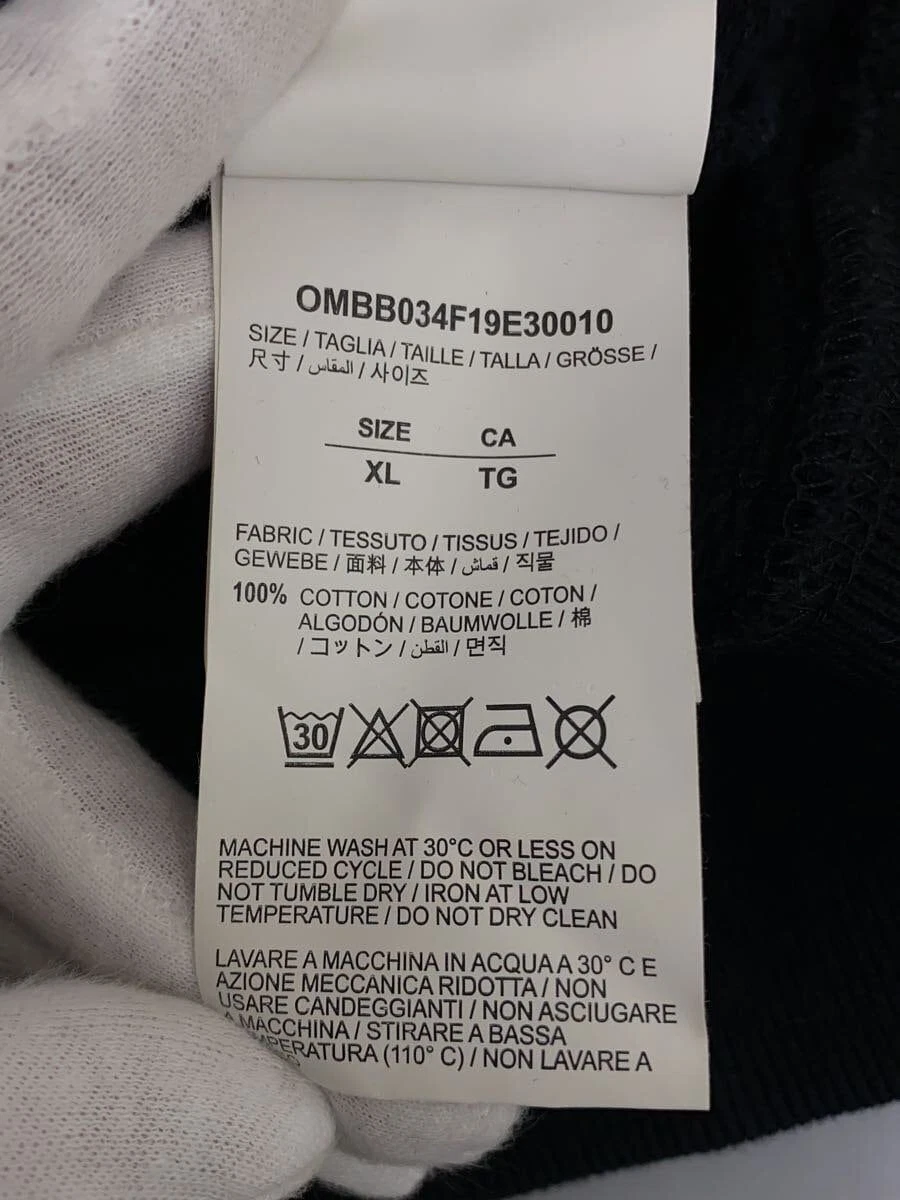 OMBB034F19E30010
SIZE / TAGLIA / TAILLE / TALLA / GRÖSSE /
尺寸 / المقاس / 사이즈
SIZE CA
XL TG
FABRIC / TESSUTO / TISSUS / TEJIDO /
GEWEBE / 面料 / 本体 / قماش / 직물
100% COTTON / COTONE / COTON /
ALGODÓN / BAUMWOLLE / 棉
/ コットン / القطن / 면직
30
MACHINE WASH AT 30°C OR LESS ON
REDUCED CYCLE / DO NOT BLEACH / DO
NOT TUMBLE DRY / IRON AT LOW
TEMPERATURE / DO NOT DRY CLEAN
LAVARE A MACCHINA IN ACQUA A 30° C E
AZIONE MECCANICA RIDOTTA / NON
USARE CANDEGGIANTI / NON ASCIUGARE
A MACCHINA / STIRARE A BASSA
TEMPERATURA (110° C) / NON LAVARE A